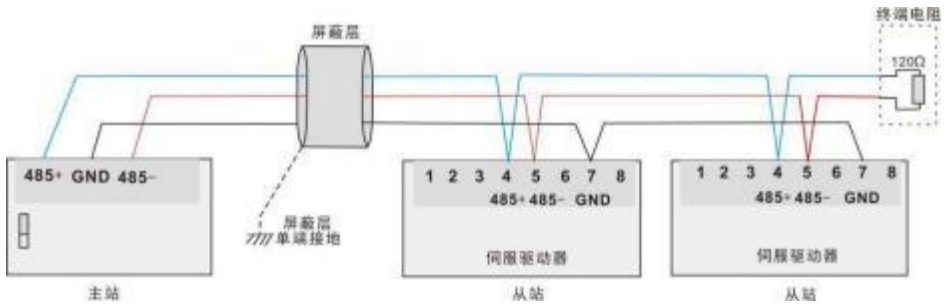 终端电阻
屏蔽层
120Ω
485+ GND 485-
1 2 3 4 5 6 7 8
485+ 485- GND
1 2 3 4 5 6 7 8
485+ 485- GND
屏蔽层
单端接地
伺服驱动器
伺服驱动器
主站
从站
从站